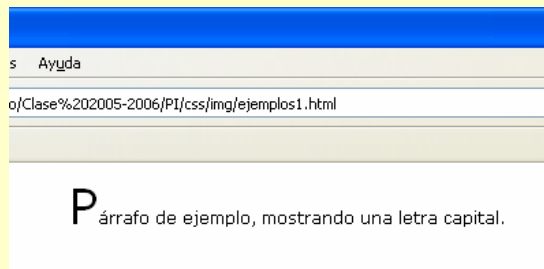 s Ayuda
o/Clase%202005-2006/PI/css/img/ejemplos1.html
Párrafo de ejemplo, mostrando una letra capital.